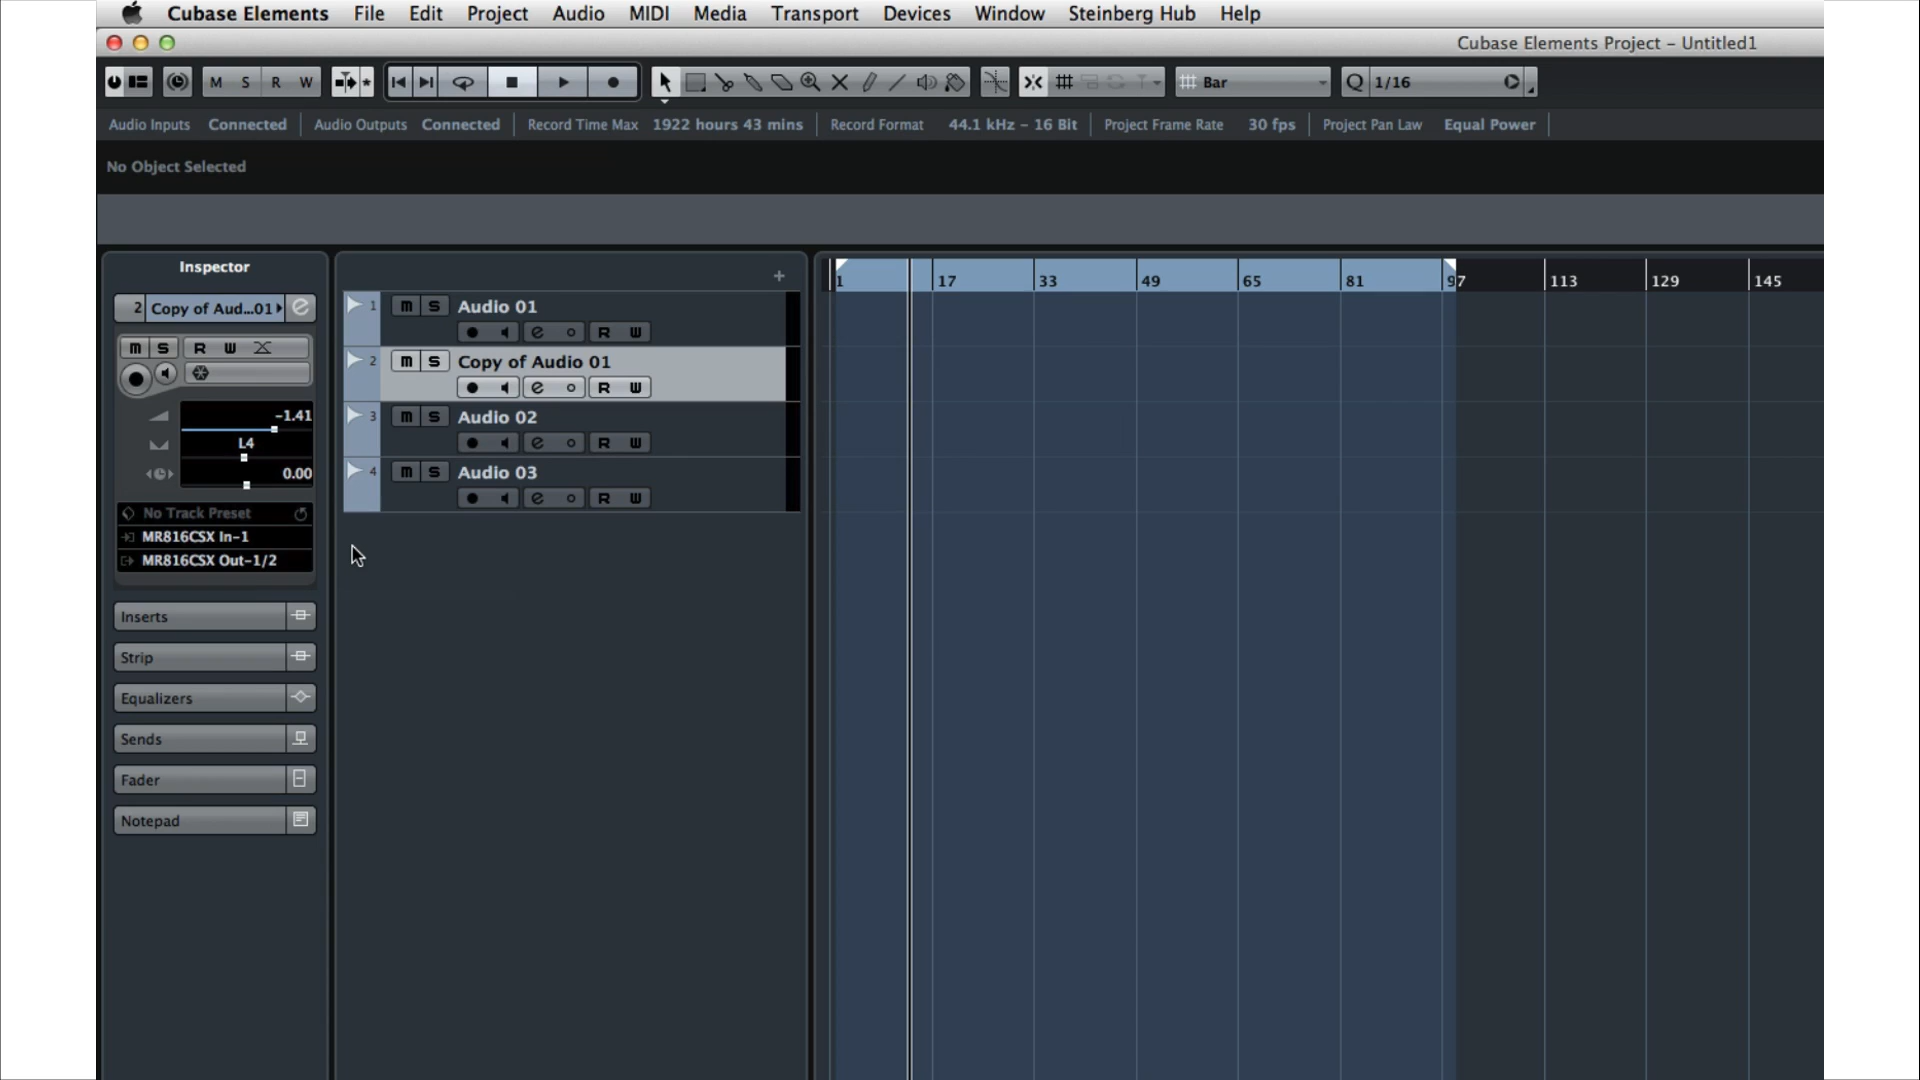 Cubase Elements File Edit Project Audio MIDI Media Transport Devices Window Steinberg Hub Help
Cubase Elements Project – Untitled1
M S R W Bar Q 1/16
Audio Inputs Connected Audio Outputs Connected Record Time Max 1922 hours 43 mins Record Format 44.1 kHz – 16 Bit Project Frame Rate 30 fps Project Pan Law Equal Power
No Object Selected
Inspector
2 Copy of Aud...01
m S R W
-1.41
L4
0.00
No Track Preset
MR816CSX In-1
MR816CSX Out-1/2
Inserts
Strip
Equalizers
Sends
Fader
Notepad
+
1 m S Audio 01
e R W
2 m S Copy of Audio 01
e R W
3 m S Audio 02
e R W
4 m S Audio 03
e R W
1 17 33 49 65 81 97 113 129 145